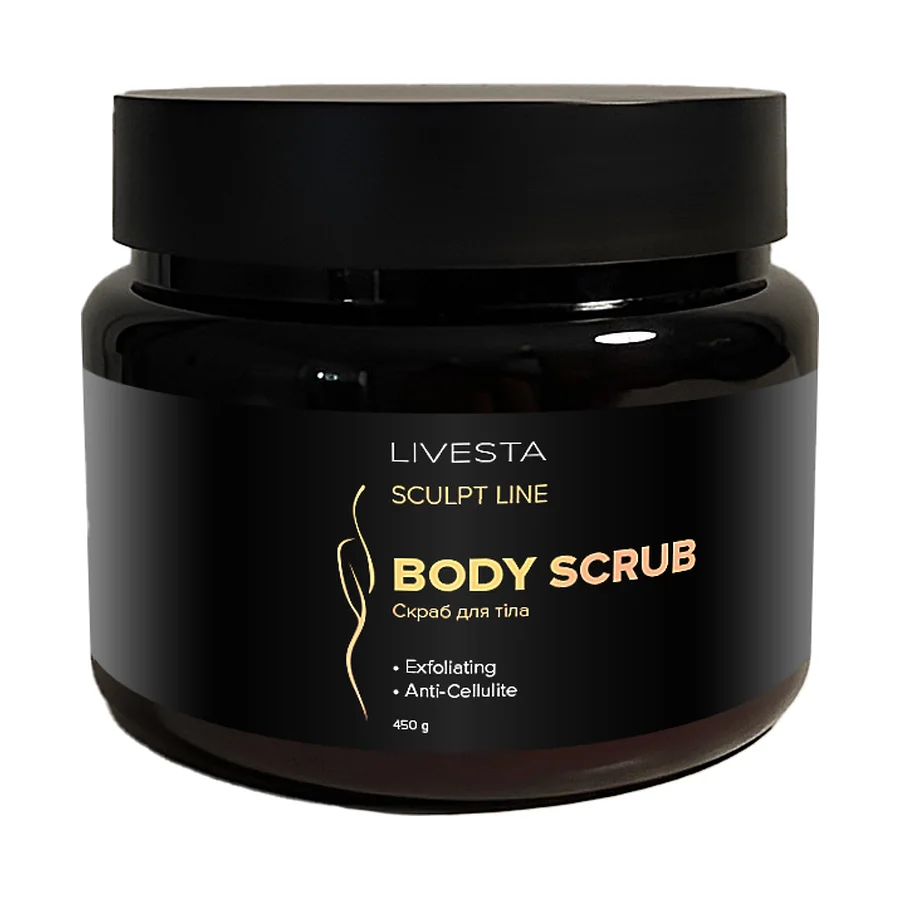 LIVESTA
SCULPT LINE
BODY SCRUB
Скраб для тіла
• Exfoliating
• Anti-Cellulite
450 g